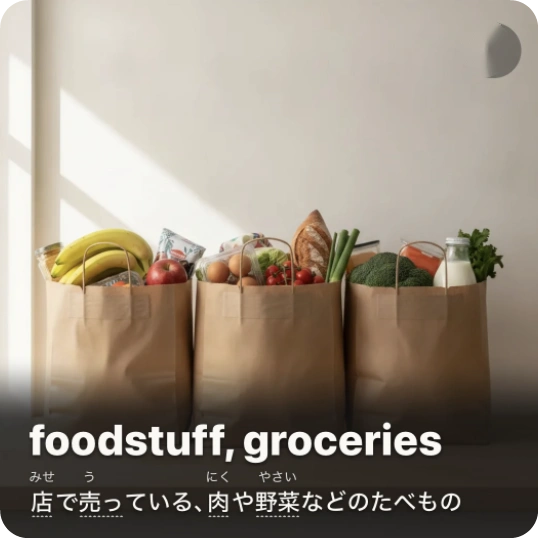 foodstuff, groceries
みせ う にく やさい
店で売っている、肉や野菜などのたべもの